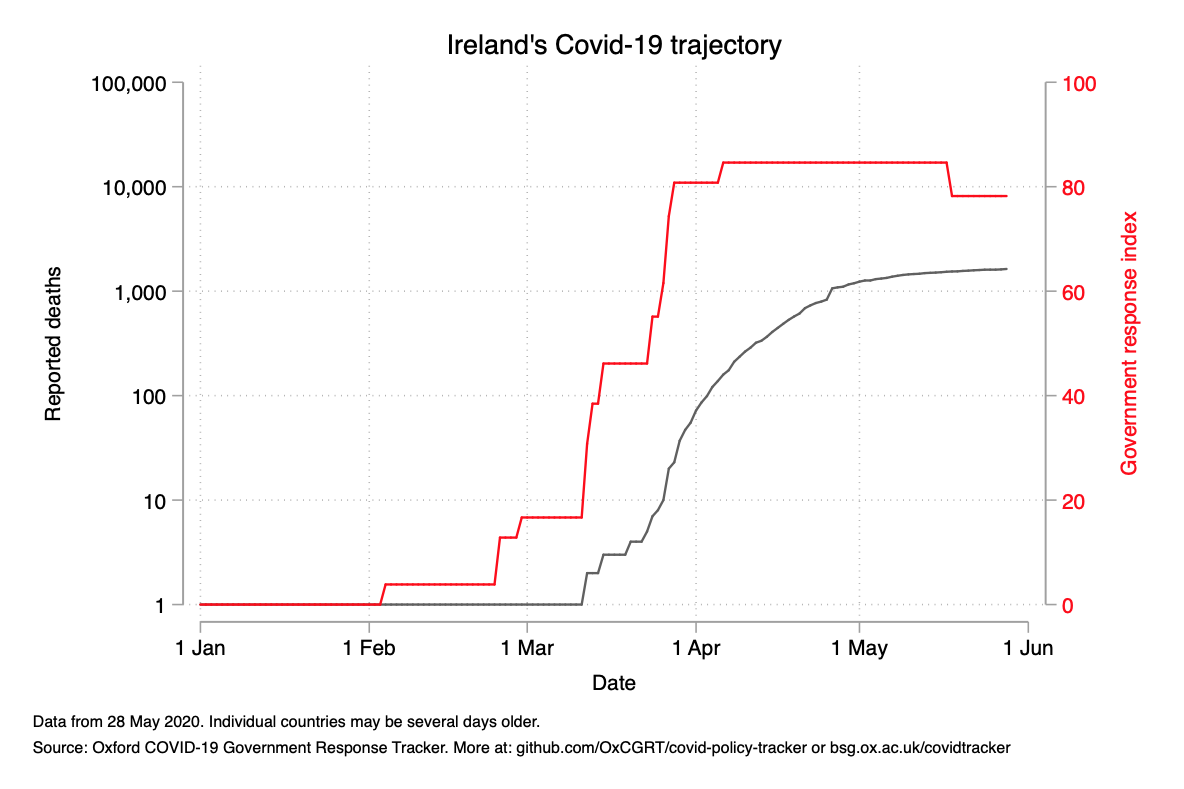 Ireland's Covid-19 trajectory
100,000
10,000
1,000
100
10
1
Reported deaths
100
80
60
40
20
0
Government response index
1 Jan
1 Feb
1 Mar
1 Apr
1 May
1 Jun
Date
Data from 28 May 2020. Individual countries may be several days older.
Source: Oxford COVID-19 Government Response Tracker. More at: github.com/OxCGRT/covid-policy-tracker or bsg.ox.ac.uk/covidtracker